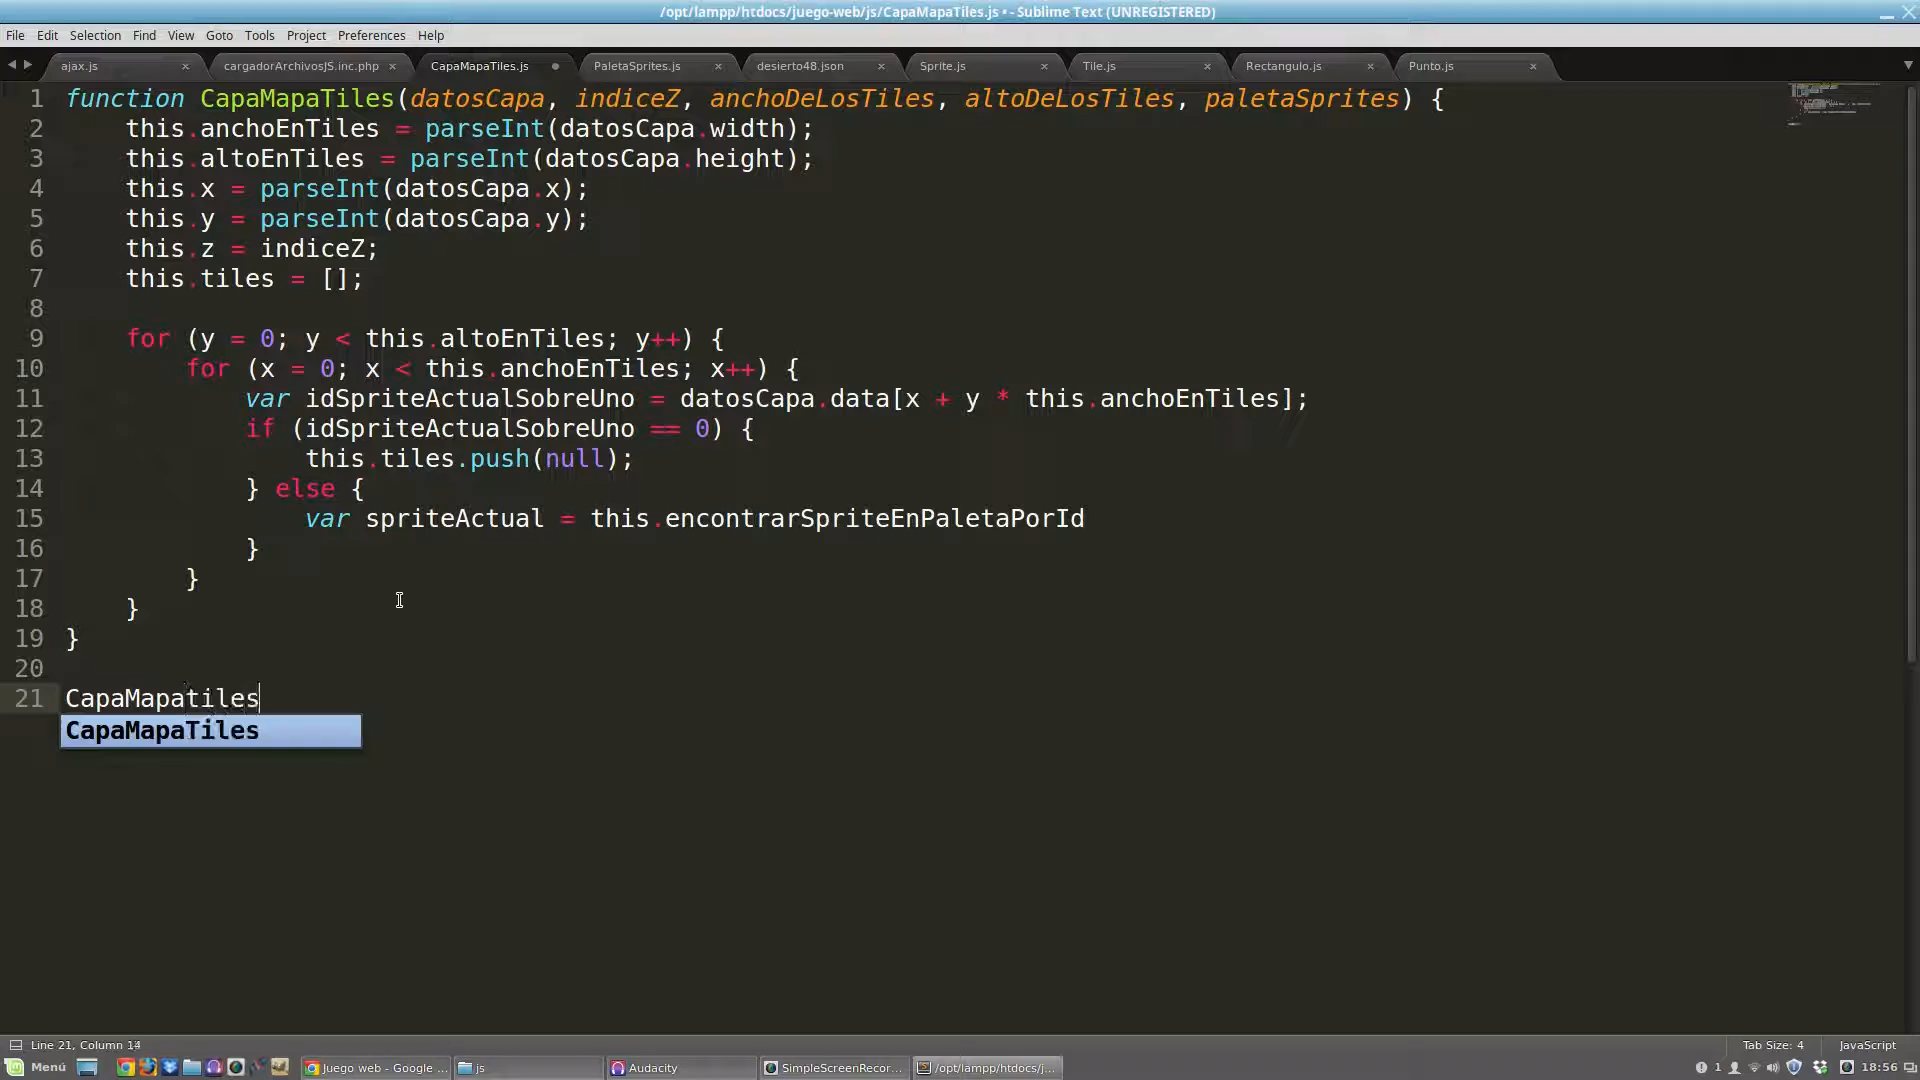 /opt/lampp/htdocs/juego-web/js/CapaMapaTiles.js • - Sublime Text (UNREGISTERED)
File Edit Selection Find View Goto Tools Project Preferences Help
ajax.js cargadorArchivosJS.inc.php CapaMapaTiles.js PaletaSprites.js desierto48.json Sprite.js Tile.js Rectangulo.js Punto.js
1 function CapaMapaTiles(datosCapa, indiceZ, anchoDeLosTiles, altoDeLosTiles, paletaSprites) {
2 this.anchoEnTiles = parseInt(datosCapa.width);
3 this.altoEnTiles = parseInt(datosCapa.height);
4 this.x = parseInt(datosCapa.x);
5 this.y = parseInt(datosCapa.y);
6 this.z = indiceZ;
7 this.tiles = [];
8
9 for (y = 0; y < this.altoEnTiles; y++) {
10 for (x = 0; x < this.anchoEnTiles; x++) {
11 var idSpriteActualSobreUno = datosCapa.data[x + y * this.anchoEnTiles];
12 if (idSpriteActualSobreUno == 0) {
13 this.tiles.push(null);
14 } else {
15 var spriteActual = this.encontrarSpriteEnPaletaPorId
16 }
17 }
18 }
19 }
20
21 CapaMapatiles
CapaMapaTiles
Line 21, Column 14 Tab Size: 4 JavaScript
Menú Juego web - Google ... js Audacity SimpleScreenRecor... /opt/lampp/htdocs/j... 1 18:56